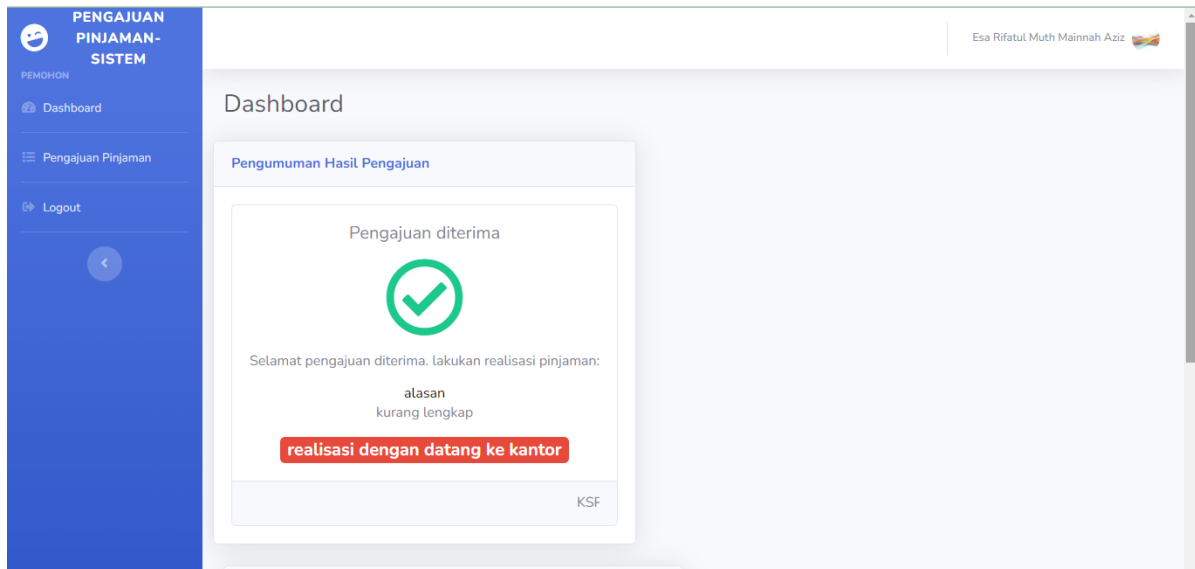 PENGAJUAN
PINJAMAN-
SISTEM
Esa Rifatul Muth Mainnah Aziz
PEMOHON
Dashboard
Pengajuan Pinjaman
Logout
Dashboard
Pengumuman Hasil Pengajuan
Pengajuan diterima
Selamat pengajuan diterima. lakukan realisasi pinjaman:
alasan
kurang lengkap
realisasi dengan datang ke kantor